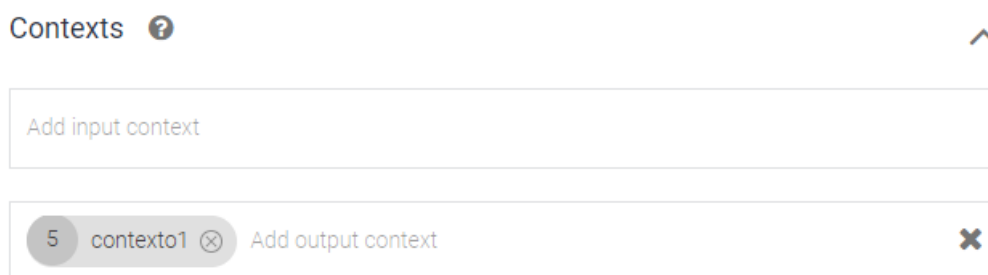 Contexts ?
Add input context
5 contexto1 Add output context